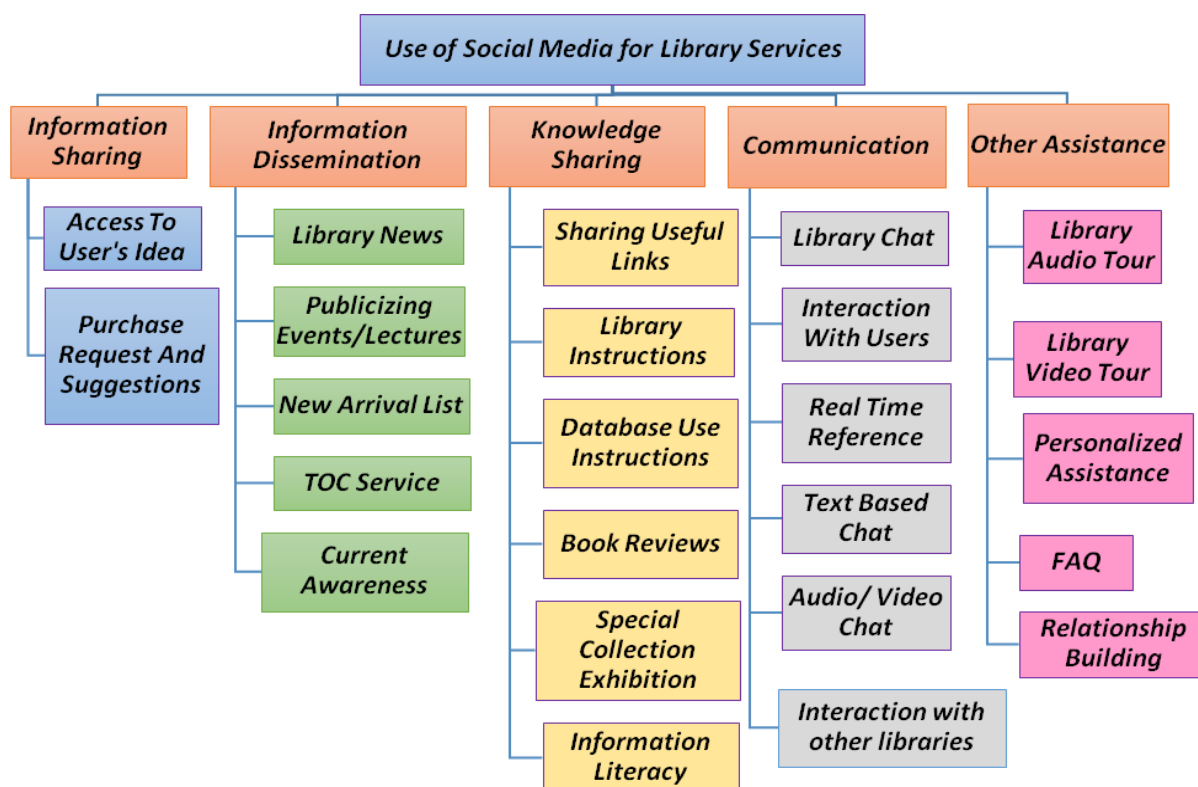 Use of Social Media for Library Services
Information
Sharing
Access To
User's Idea
Purchase
Request And
Suggestions
Information
Dissemination
Library News
Publicizing
Events/Lectures
New Arrival List
TOC Service
Current
Awareness
Knowledge
Sharing
Sharing Useful
Links
Library
Instructions
Database Use
Instructions
Book Reviews
Special
Collection
Exhibition
Information
Literacy
Communication
Library Chat
Interaction
With Users
Real Time
Reference
Text Based
Chat
Audio/ Video
Chat
Interaction with
other libraries
Other Assistance
Library
Audio Tour
Library
Video Tour
Personalized
Assistance
FAQ
Relationship
Building